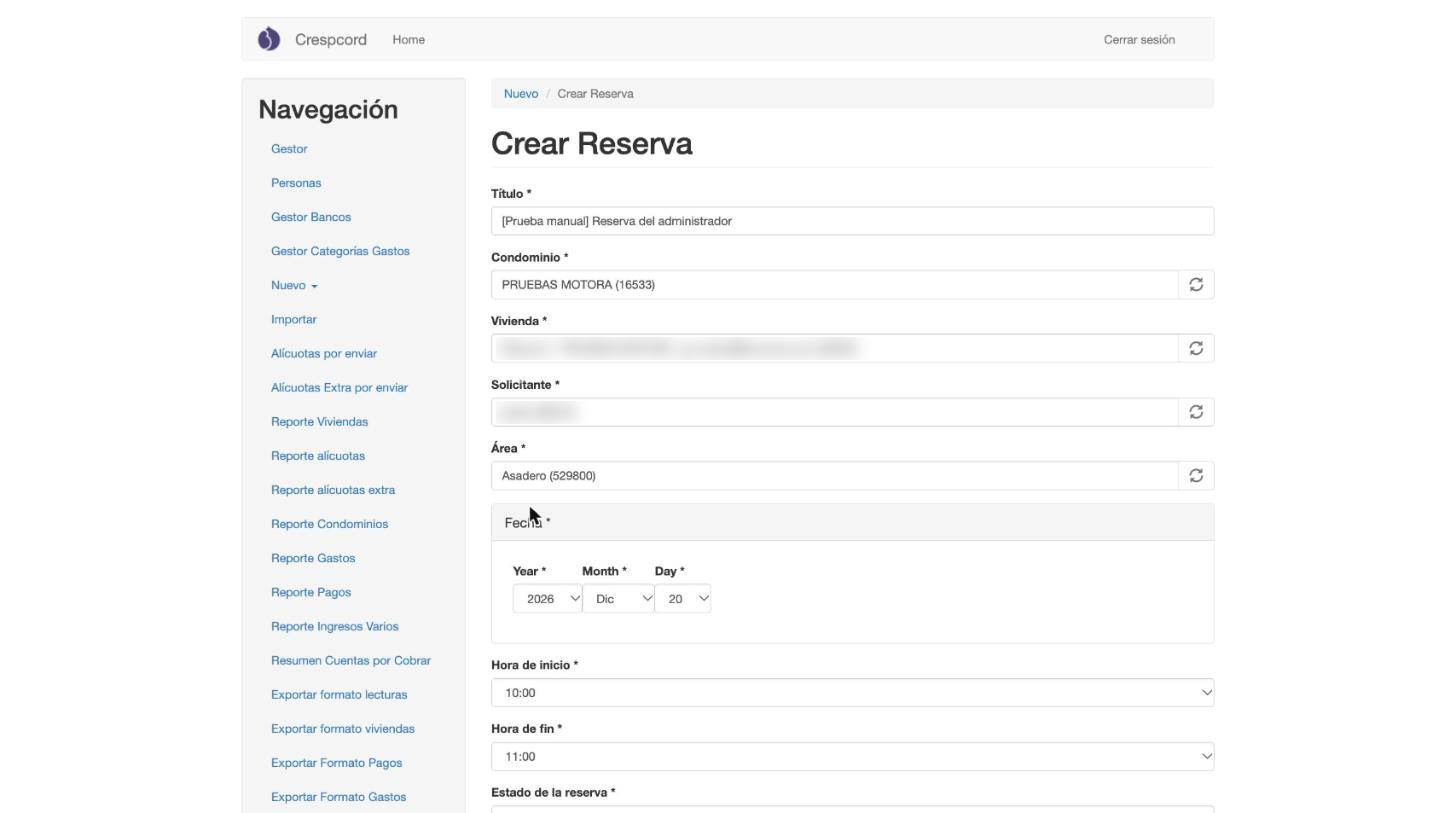 Crespcord
Home
Cerrar sesión
Navegación
Gestor
Personas
Gestor Bancos
Gestor Categorías Gastos
Nuevo
Importar
Alícuotas por enviar
Alícuotas Extra por enviar
Reporte Viviendas
Reporte alícuotas
Reporte alícuotas extra
Reporte Condominios
Reporte Gastos
Reporte Pagos
Reporte Ingresos Varios
Resumen Cuentas por Cobrar
Exportar formato lecturas
Exportar formato viviendas
Exportar Formato Pagos
Exportar Formato Gastos
Nuevo / Crear Reserva
Crear Reserva
Título *
[Prueba manual] Reserva del administrador
Condominio *
PRUEBAS MOTORA (16533)
Vivienda *
Solicitante *
Área *
Asadero (529800)
Fecha *
Year * Month * Day *
2026 Dic 20
Hora de inicio *
10:00
Hora de fin *
11:00
Estado de la reserva *